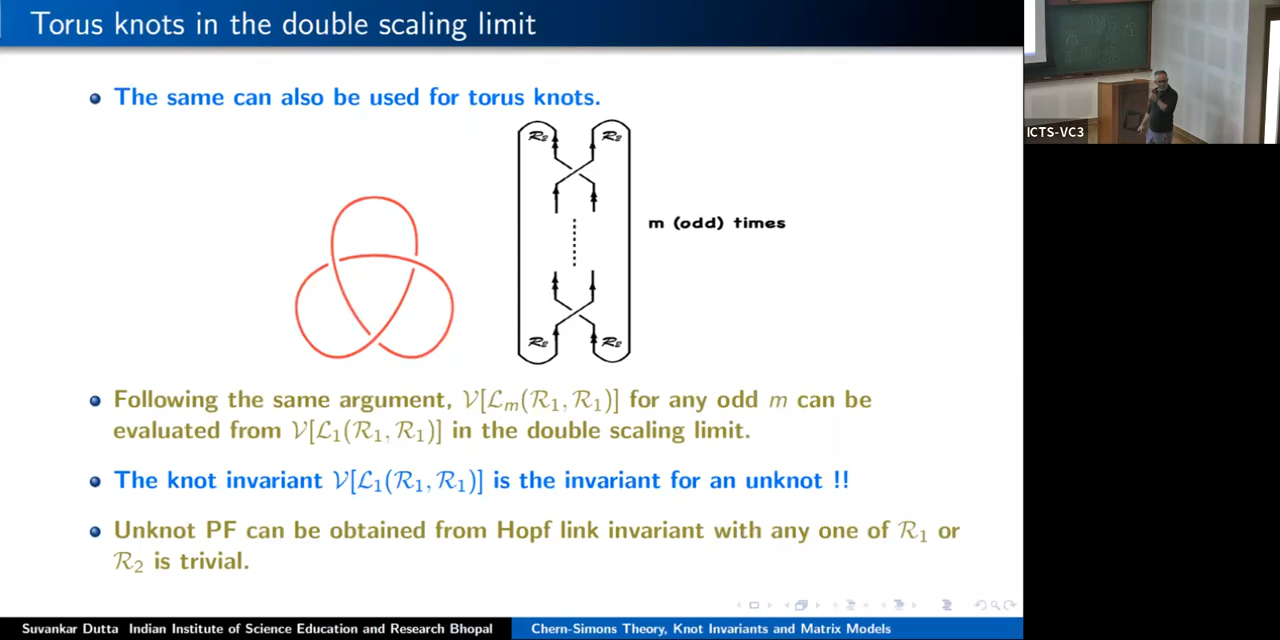 Torus knots in the double scaling limit
The same can also be used for torus knots.
R₂ R₂
m (odd) times
R₂ R₂
Following the same argument, 𝒱[ℒₘ(ℛ₁, ℛ₁)] for any odd m can be
evaluated from 𝒱[ℒ₁(ℛ₁, ℛ₁)] in the double scaling limit.
The knot invariant 𝒱[ℒ₁(ℛ₁, ℛ₁)] is the invariant for an unknot !!
Unknot PF can be obtained from Hopf link invariant with any one of ℛ₁ or
ℛ₂ is trivial.
Suvankar Dutta Indian Institute of Science Education and Research Bhopal
Chern-Simons Theory, Knot Invariants and Matrix Models
ICTS-VC3